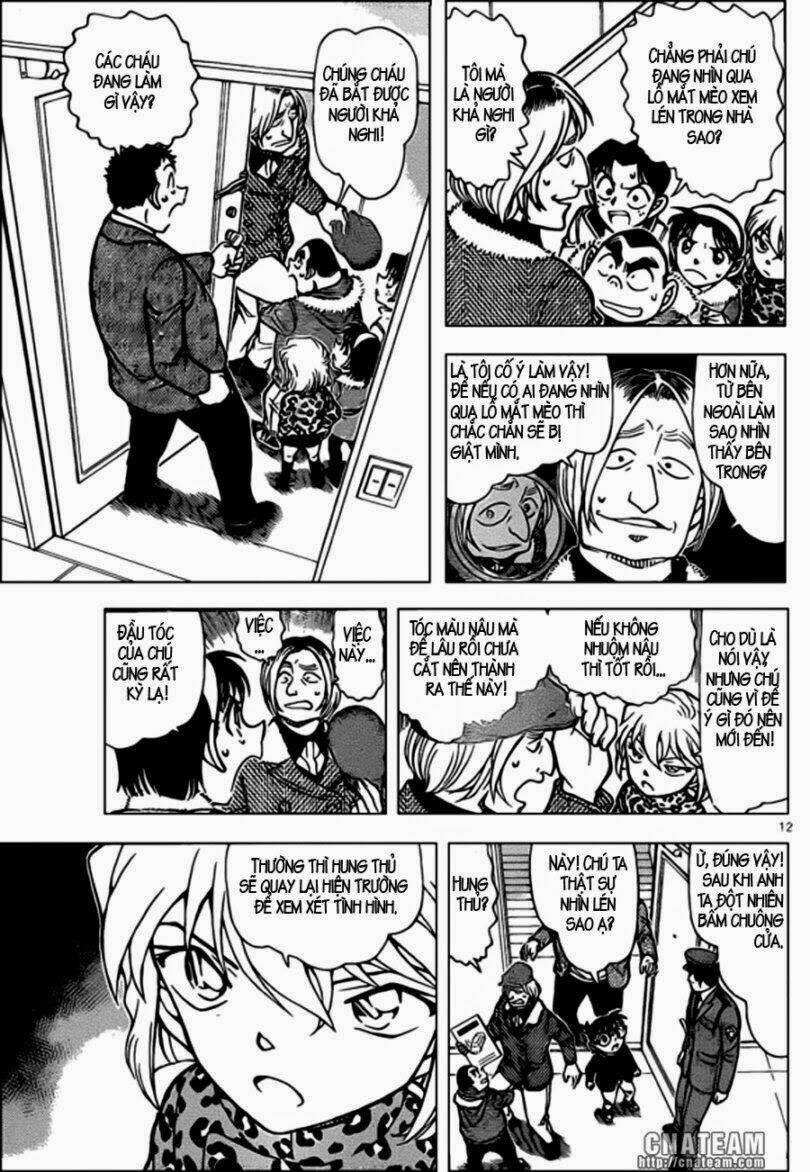 CHẲNG PHẢI CHÚ
ĐANG NHÌN QUA
LỖ MẮT MÈO XEM
LÉN TRONG NHÀ
SAO?
TÔI MÀ
LÀ NGƯỜI
KHẢ NGHI
GÌ?
HƠN NỮA,
TỪ BÊN
NGOÀI LÀM
SAO NHÌN
THẤY BÊN
TRONG?
LÀ TÔI CỐ Ý LÀM VẬY!
ĐỂ NẾU CÓ AI ĐANG NHÌN
QUA LỖ MẮT MÈO THÌ
CHẮC CHẮN SẼ BỊ
GIẬT MÌNH.
CHÚNG CHÁU
ĐÃ BẮT ĐƯỢC
NGƯỜI KHẢ
NGHI!
CÁC CHÁU
ĐANG LÀM
GÌ VẬY?
CHO DÙ LÀ
NÓI VẬY,
NHƯNG CHÚ
CŨNG VÌ ĐỂ
Ý GÌ ĐÓ NÊN
MỚI ĐẾN!
NẾU KHÔNG
NHUỘM NÂU
THÌ TỐT RỒI...
TÓC MÀU NÂU MÀ
ĐỂ LÂU RỒI CHƯA
CẮT NÊN THÀNH
RA THẾ NÀY!
VIỆC
NÀY...
VIỆC
...
ĐẦU TÓC
CỦA CHÚ
CŨNG RẤT
KỲ LẠ!
12
Ừ, ĐÚNG VẬY!
SAU KHI ANH
TA ĐỘT NHIÊN
BẤM CHUÔNG
CỬA.
NÀY! CHÚ TA
THẬT SỰ
NHÌN LÉN
SAO Ạ?
HUNG
THỦ?
THƯỜNG THÌ HUNG THỦ
SẼ QUAY LẠI HIỆN TRƯỜNG
ĐỂ XEM XÉT TÌNH HÌNH.
CNATEAM
http://cnateam.com